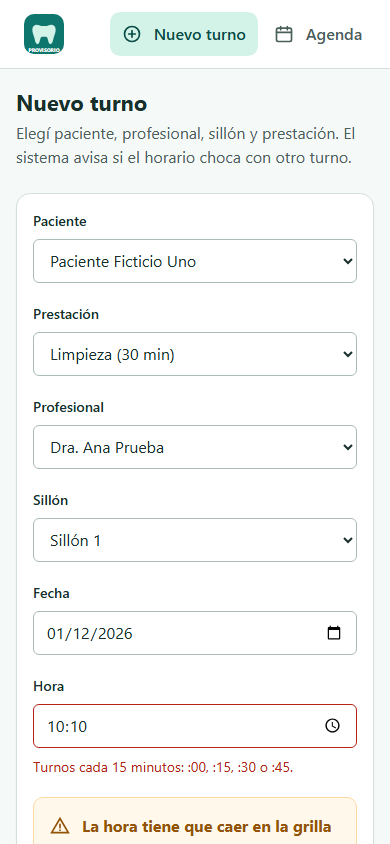 PROVISORIO
Nuevo turno
Agenda
Nuevo turno
Elegí paciente, profesional, sillón y prestación. El
sistema avisa si el horario choca con otro turno.
Paciente
Paciente Ficticio Uno
Prestación
Limpieza (30 min)
Profesional
Dra. Ana Prueba
Sillón
Sillón 1
Fecha
01/12/2026
Hora
10:10
Turnos cada 15 minutos: :00, :15, :30 o :45.
La hora tiene que caer en la grilla